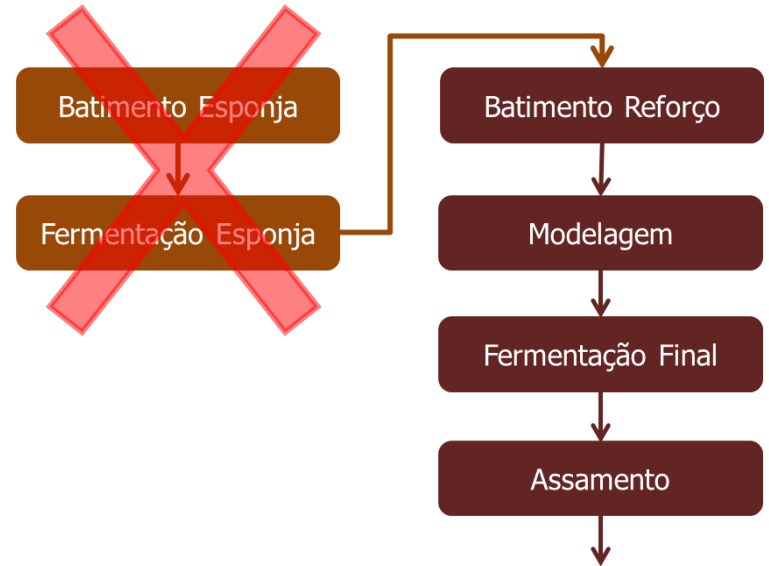 Batimento Esponja
Fermentação Esponja
Batimento Reforço
Modelagem
Fermentação Final
Assamento